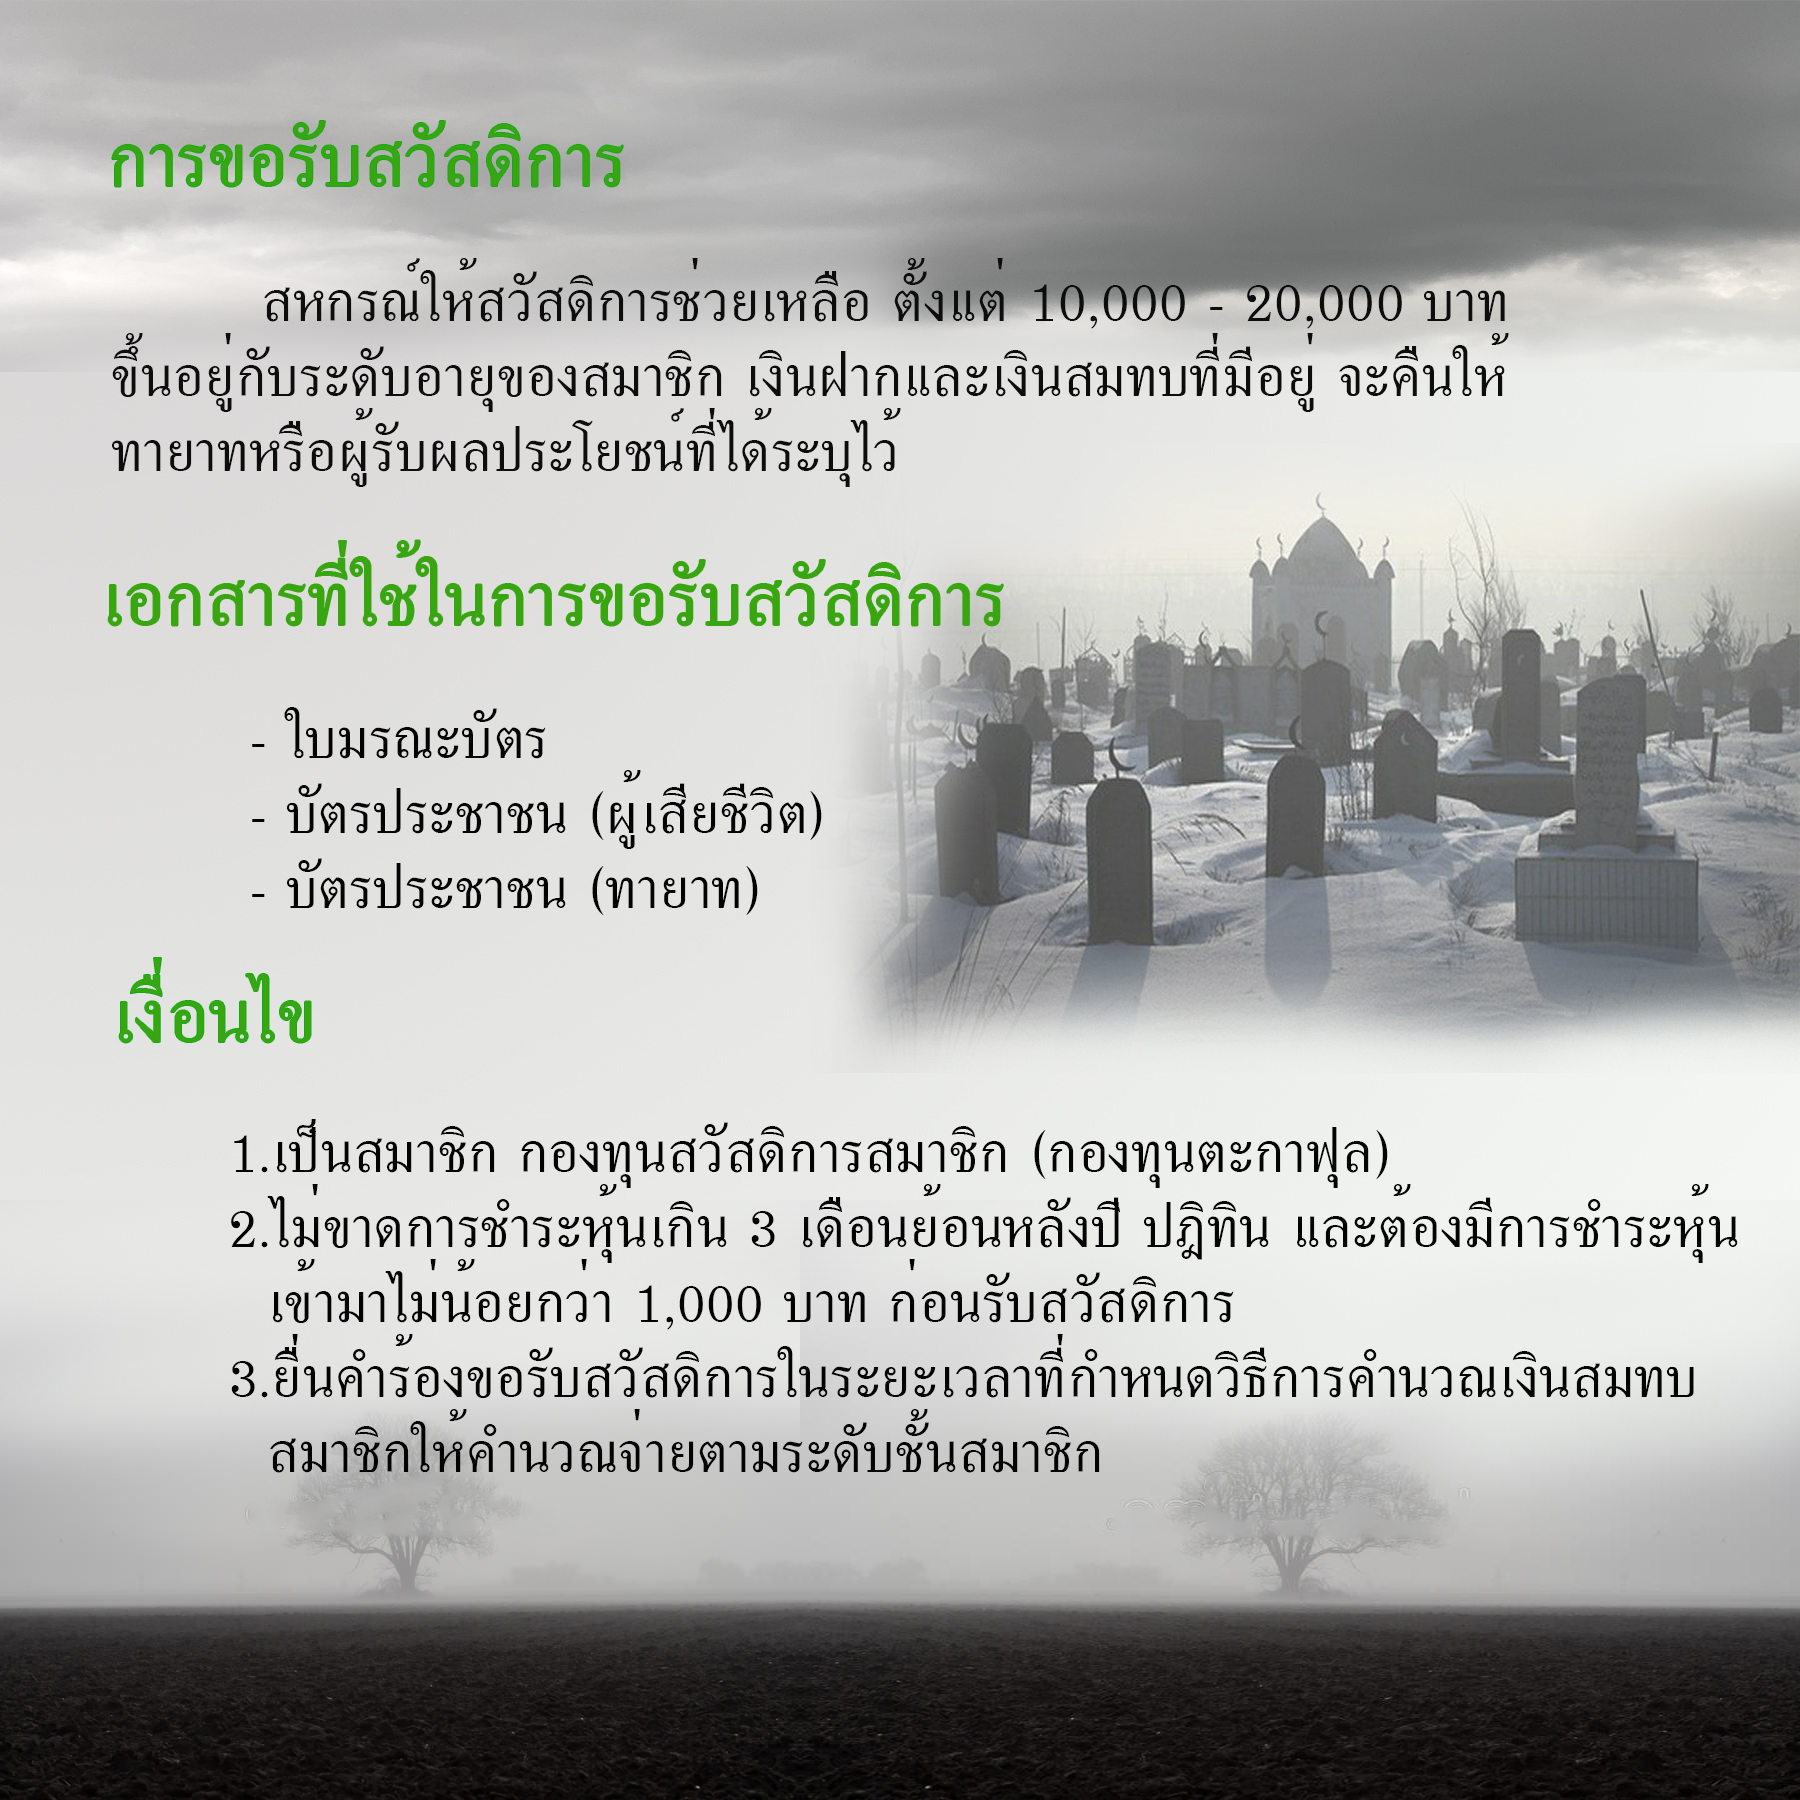 การขอรับสวัสดิการ
สหกรณ์ให้สวัสดิการช่วยเหลือ ตั้งแต่ 10,000 - 20,000 บาท
ขึ้นอยู่กับระดับอายุของสมาชิก เงินฝากและเงินสมทบที่มีอยู่ จะคืนให้
ทายาทหรือผู้รับผลประโยชน์ที่ได้ระบุไว้
เอกสารที่ใช้ในการขอรับสวัสดิการ
- ใบมรณะบัตร
- บัตรประชาชน (ผู้เสียชีวิต)
- บัตรประชาชน (ทายาท)
เงื่อนไข
1.เป็นสมาชิก กองทุนสวัสดิการสมาชิก (กองทุนตะกาฟุล)
2.ไม่ขาดการชำระหุ้นเกิน 3 เดือนย้อนหลังปี ปฎิทิน และต้องมีการชำระหุ้น
เข้ามาไม่น้อยกว่า 1,000 บาท ก่อนรับสวัสดิการ
3.ยื่นคำร้องขอรับสวัสดิการในระยะเวลาที่กำหนดวิธีการคำนวณเงินสมทบ
สมาชิกให้คำนวณจ่ายตามระดับชั้นสมาชิก